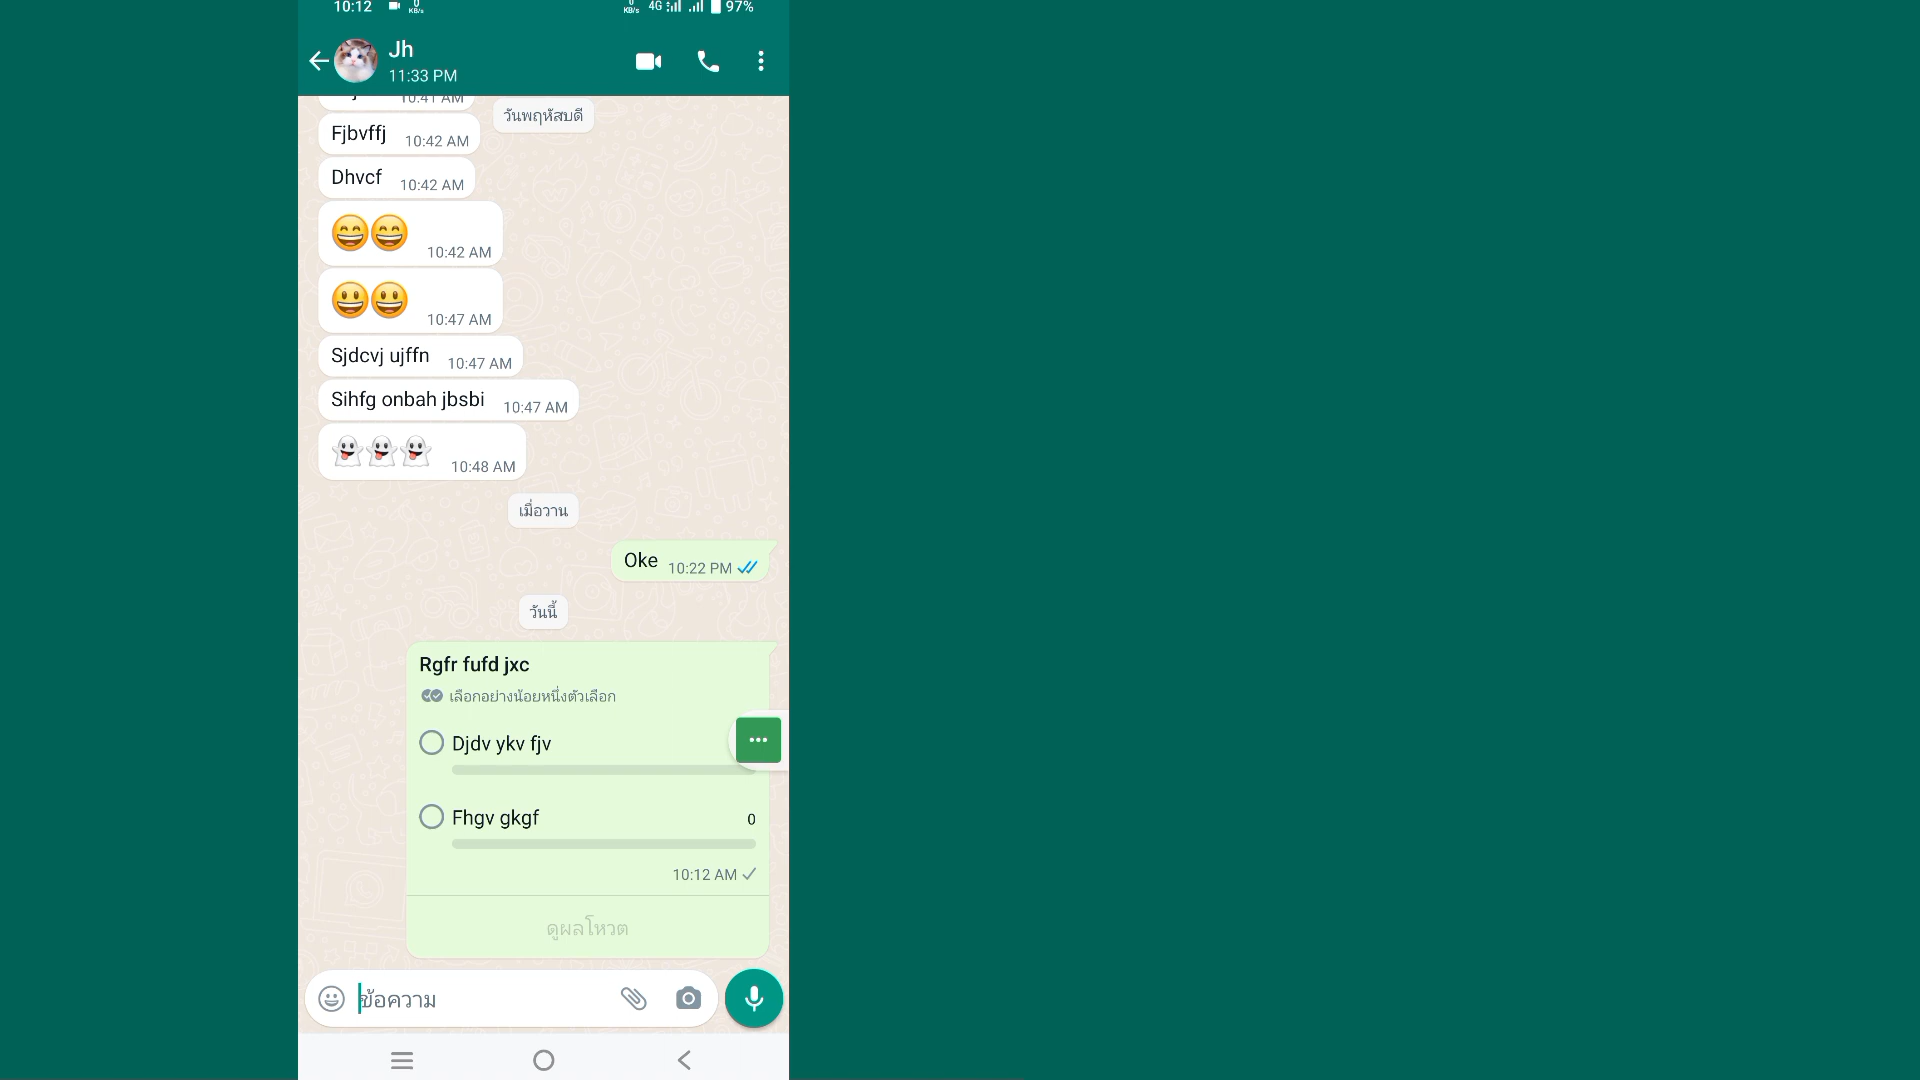 10:12
0 KB/s
0 KB/s 4G 97%
Jh
11:33 PM
10:41 AM
วันพฤหัสบดี
Fjbvffj 10:42 AM
Dhvcf 10:42 AM
😄😄 10:42 AM
😃😃 10:47 AM
Sjdcvj ujffn 10:47 AM
Sihfg onbah jbsbi 10:47 AM
👻👻👻 10:48 AM
เมื่อวาน
Oke 10:22 PM
วันนี้
Rgfr fufd jxc
เลือกอย่างน้อยหนึ่งตัวเลือก
Djdv ykv fjv
Fhgv gkgf 0
10:12 AM
ดูผลโหวต
ข้อความ